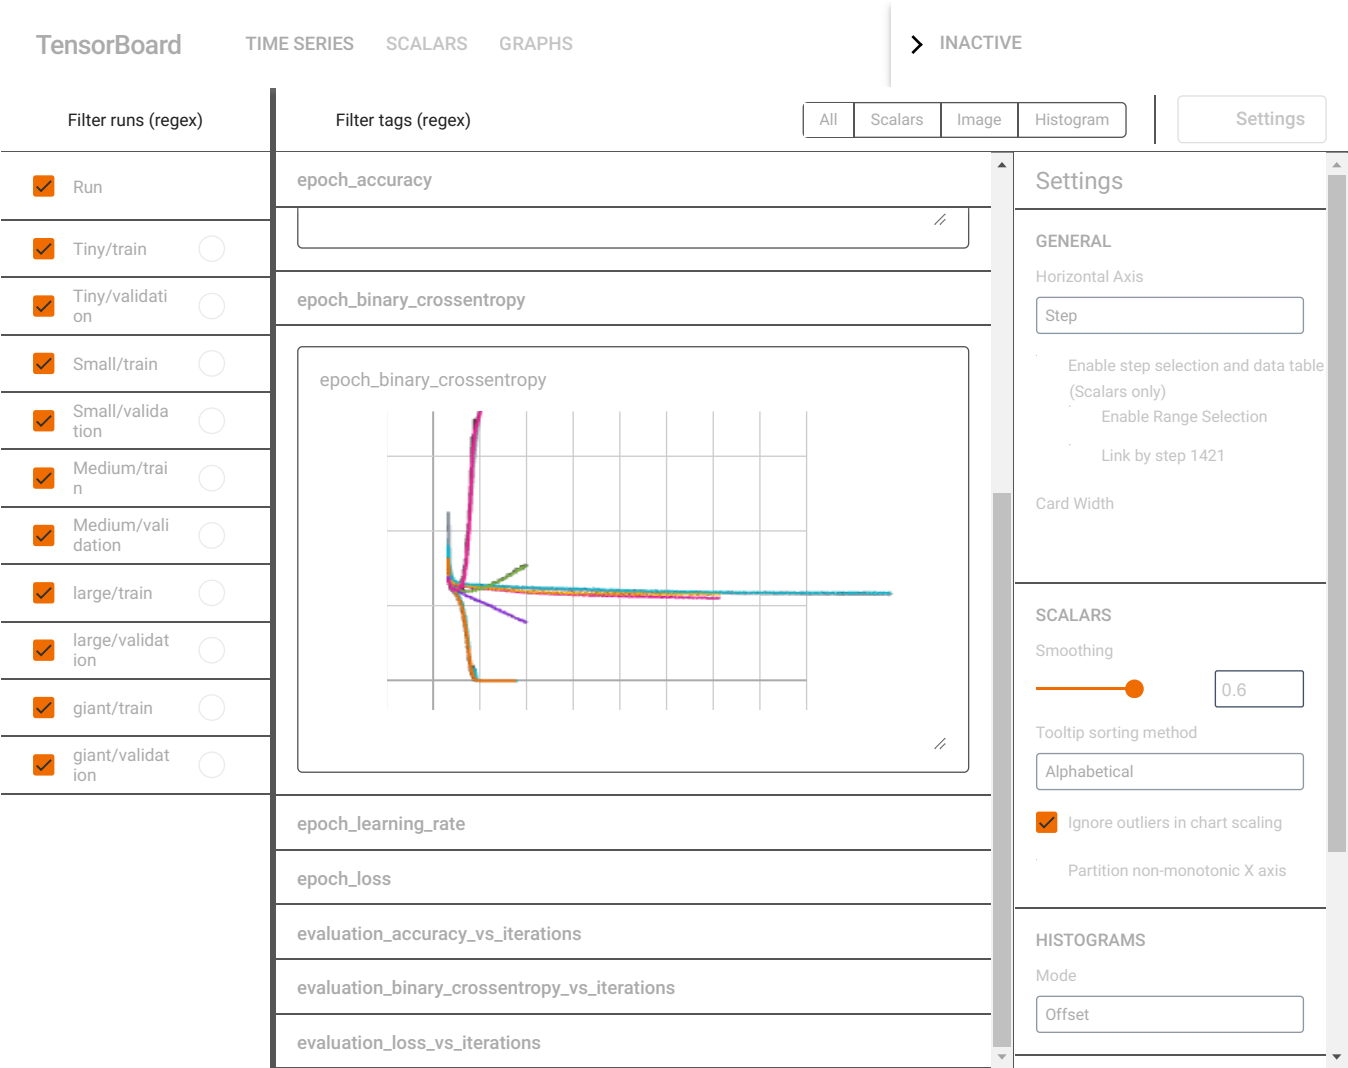 TensorBoard
TIME SERIES
SCALARS
GRAPHS
INACTIVE
Filter runs (regex)
Filter tags (regex)
All
Scalars
Image
Histogram
Settings
Run
Tiny/train
Tiny/validati
on
Small/train
Small/valida
tion
Medium/trai
n
Medium/vali
dation
large/train
large/validat
ion
giant/train
giant/validat
ion
epoch_accuracy
epoch_binary_crossentropy
epoch_binary_crossentropy
epoch_learning_rate
epoch_loss
evaluation_accuracy_vs_iterations
evaluation_binary_crossentropy_vs_iterations
evaluation_loss_vs_iterations
Settings
GENERAL
Horizontal Axis
Step
Enable step selection and data table
(Scalars only)
Enable Range Selection
Link by step 1421
Card Width
SCALARS
Smoothing
0.6
Tooltip sorting method
Alphabetical
Ignore outliers in chart scaling
Partition non-monotonic X axis
HISTOGRAMS
Mode
Offset